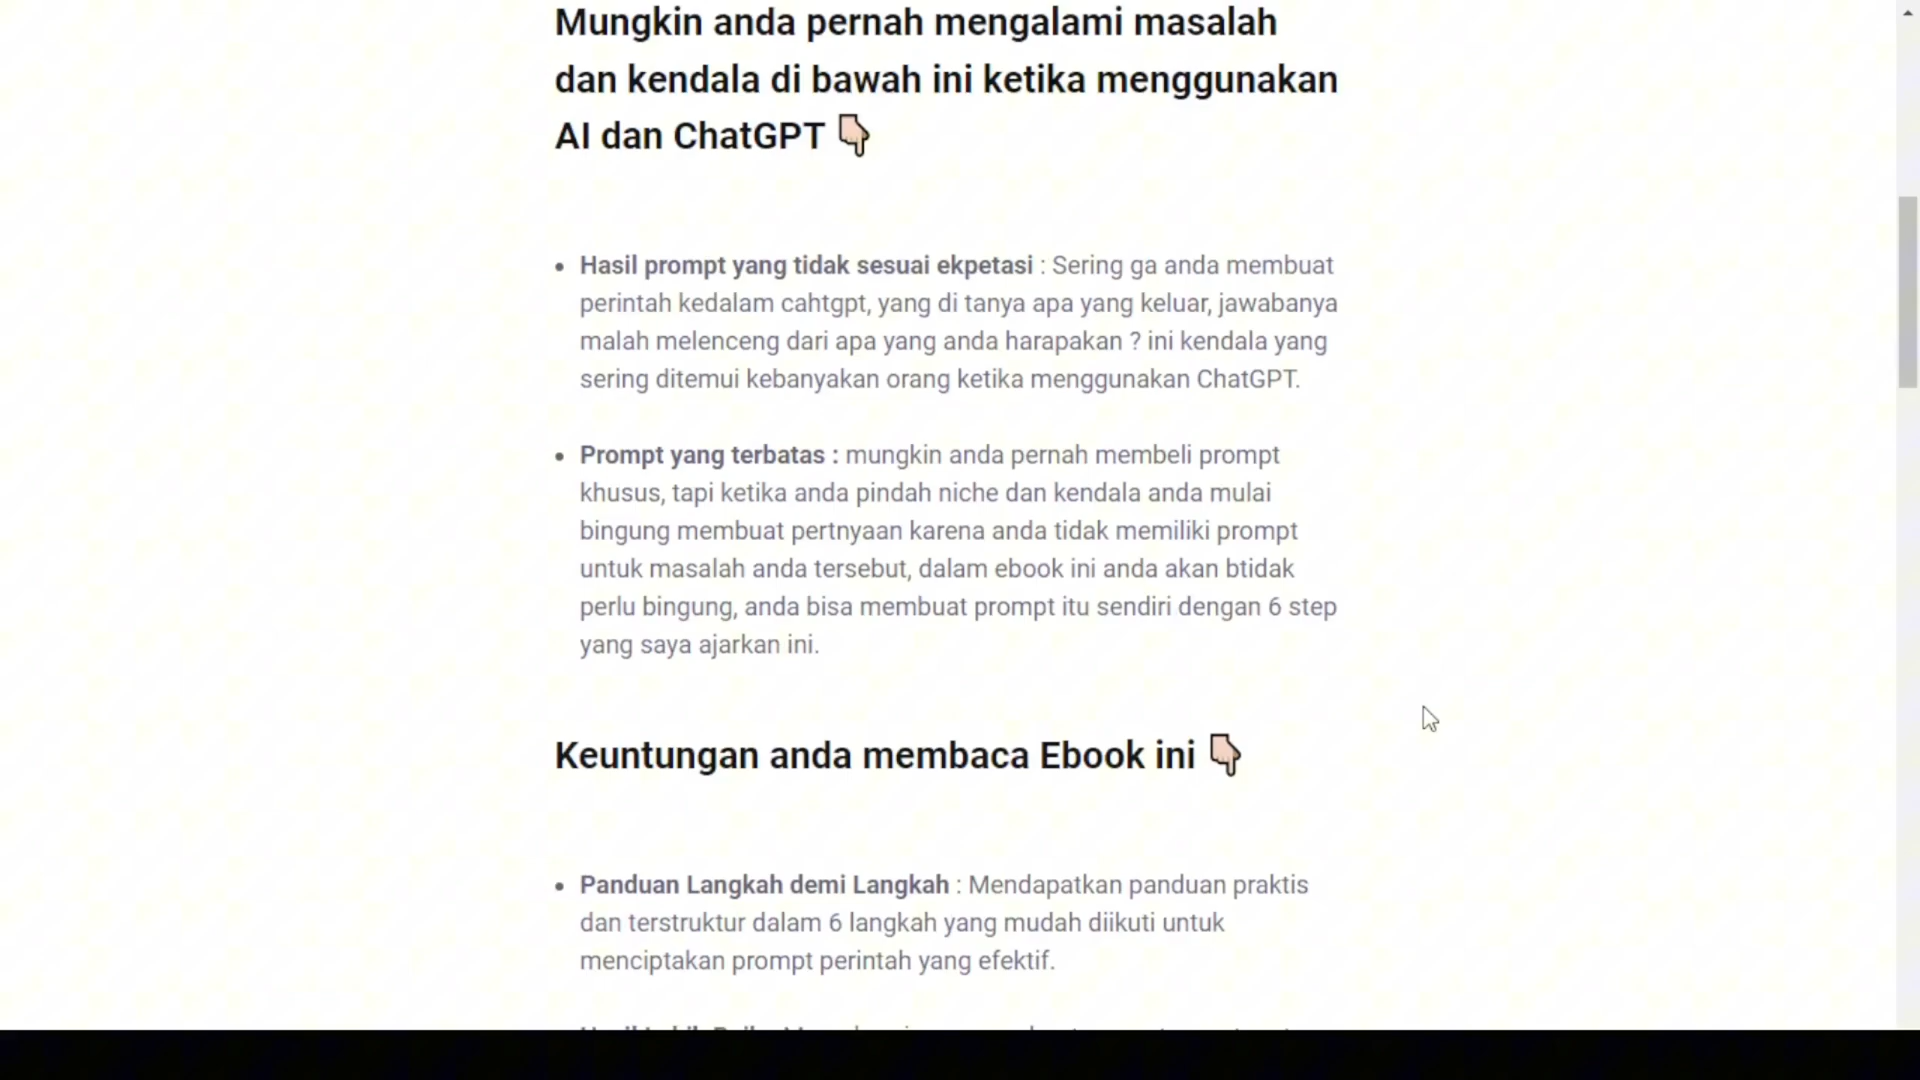 Mungkin anda pernah mengalami masalah
dan kendala di bawah ini ketika menggunakan
AI dan ChatGPT 👇
• Hasil prompt yang tidak sesuai ekpetasi : Sering ga anda membuat
perintah kedalam cahtgpt, yang di tanya apa yang keluar, jawabanya
malah melenceng dari apa yang anda harapakan ? ini kendala yang
sering ditemui kebanyakan orang ketika menggunakan ChatGPT.
• Prompt yang terbatas : mungkin anda pernah membeli prompt
khusus, tapi ketika anda pindah niche dan kendala anda mulai
bingung membuat pertnyaan karena anda tidak memiliki prompt
untuk masalah anda tersebut, dalam ebook ini anda akan btidak
perlu bingung, anda bisa membuat prompt itu sendiri dengan 6 step
yang saya ajarkan ini.
Keuntungan anda membaca Ebook ini 👇
• Panduan Langkah demi Langkah : Mendapatkan panduan praktis
dan terstruktur dalam 6 langkah yang mudah diikuti untuk
menciptakan prompt perintah yang efektif.